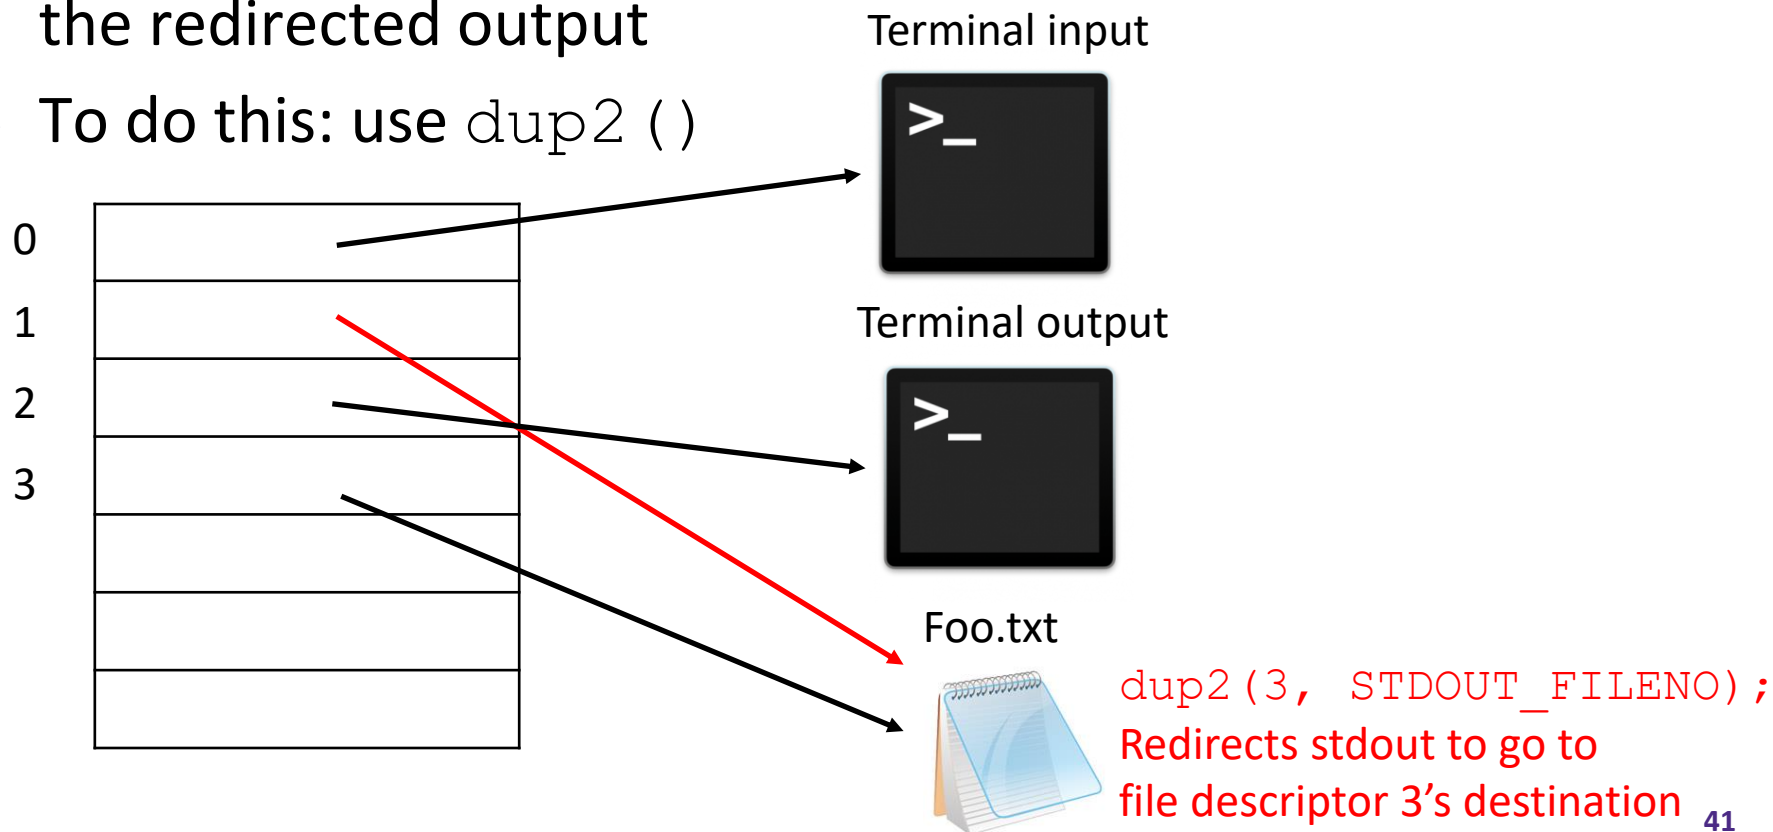 the redirected output
To do this: use dup2()
Terminal input
>_
0
1
2
3
Terminal output
>_
Foo.txt
dup2(3, STDOUT_FILENO);
Redirects stdout to go to
file descriptor 3’s destination
41